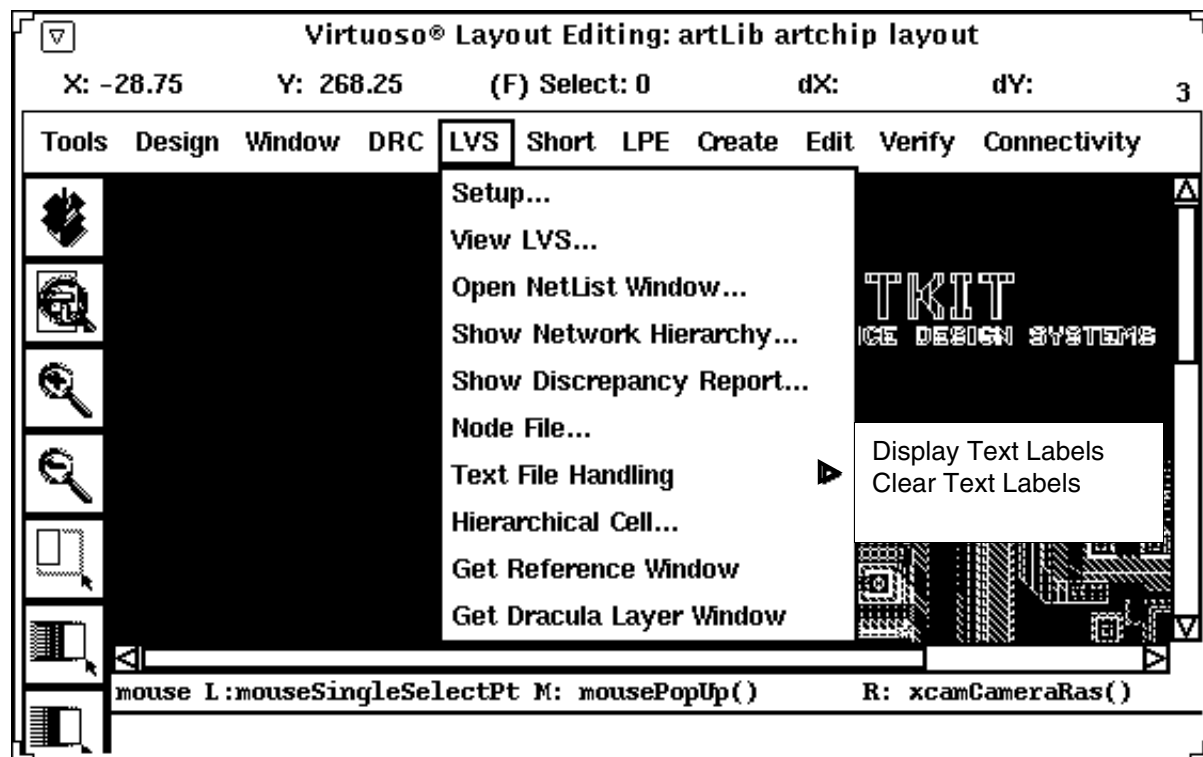 Virtuoso® Layout Editing: artLib artchip layout
X: -28.75 Y: 268.25 (F) Select: 0 dX: dY: 3
Tools Design Window DRC LVS Short LPE Create Edit Verify Connectivity
Setup...
View LVS...
Open NetList Window...
Show Network Hierarchy...
Show Discrepancy Report...
Node File...
Text File Handling
Hierarchical Cell...
Get Reference Window
Get Dracula Layer Window
TKIT
ICE DESIGN SYSTEMS
Display Text Labels
Clear Text Labels
mouse L:mouseSingleSelectPt M: mousePopUp() R: xcamCameraRas()